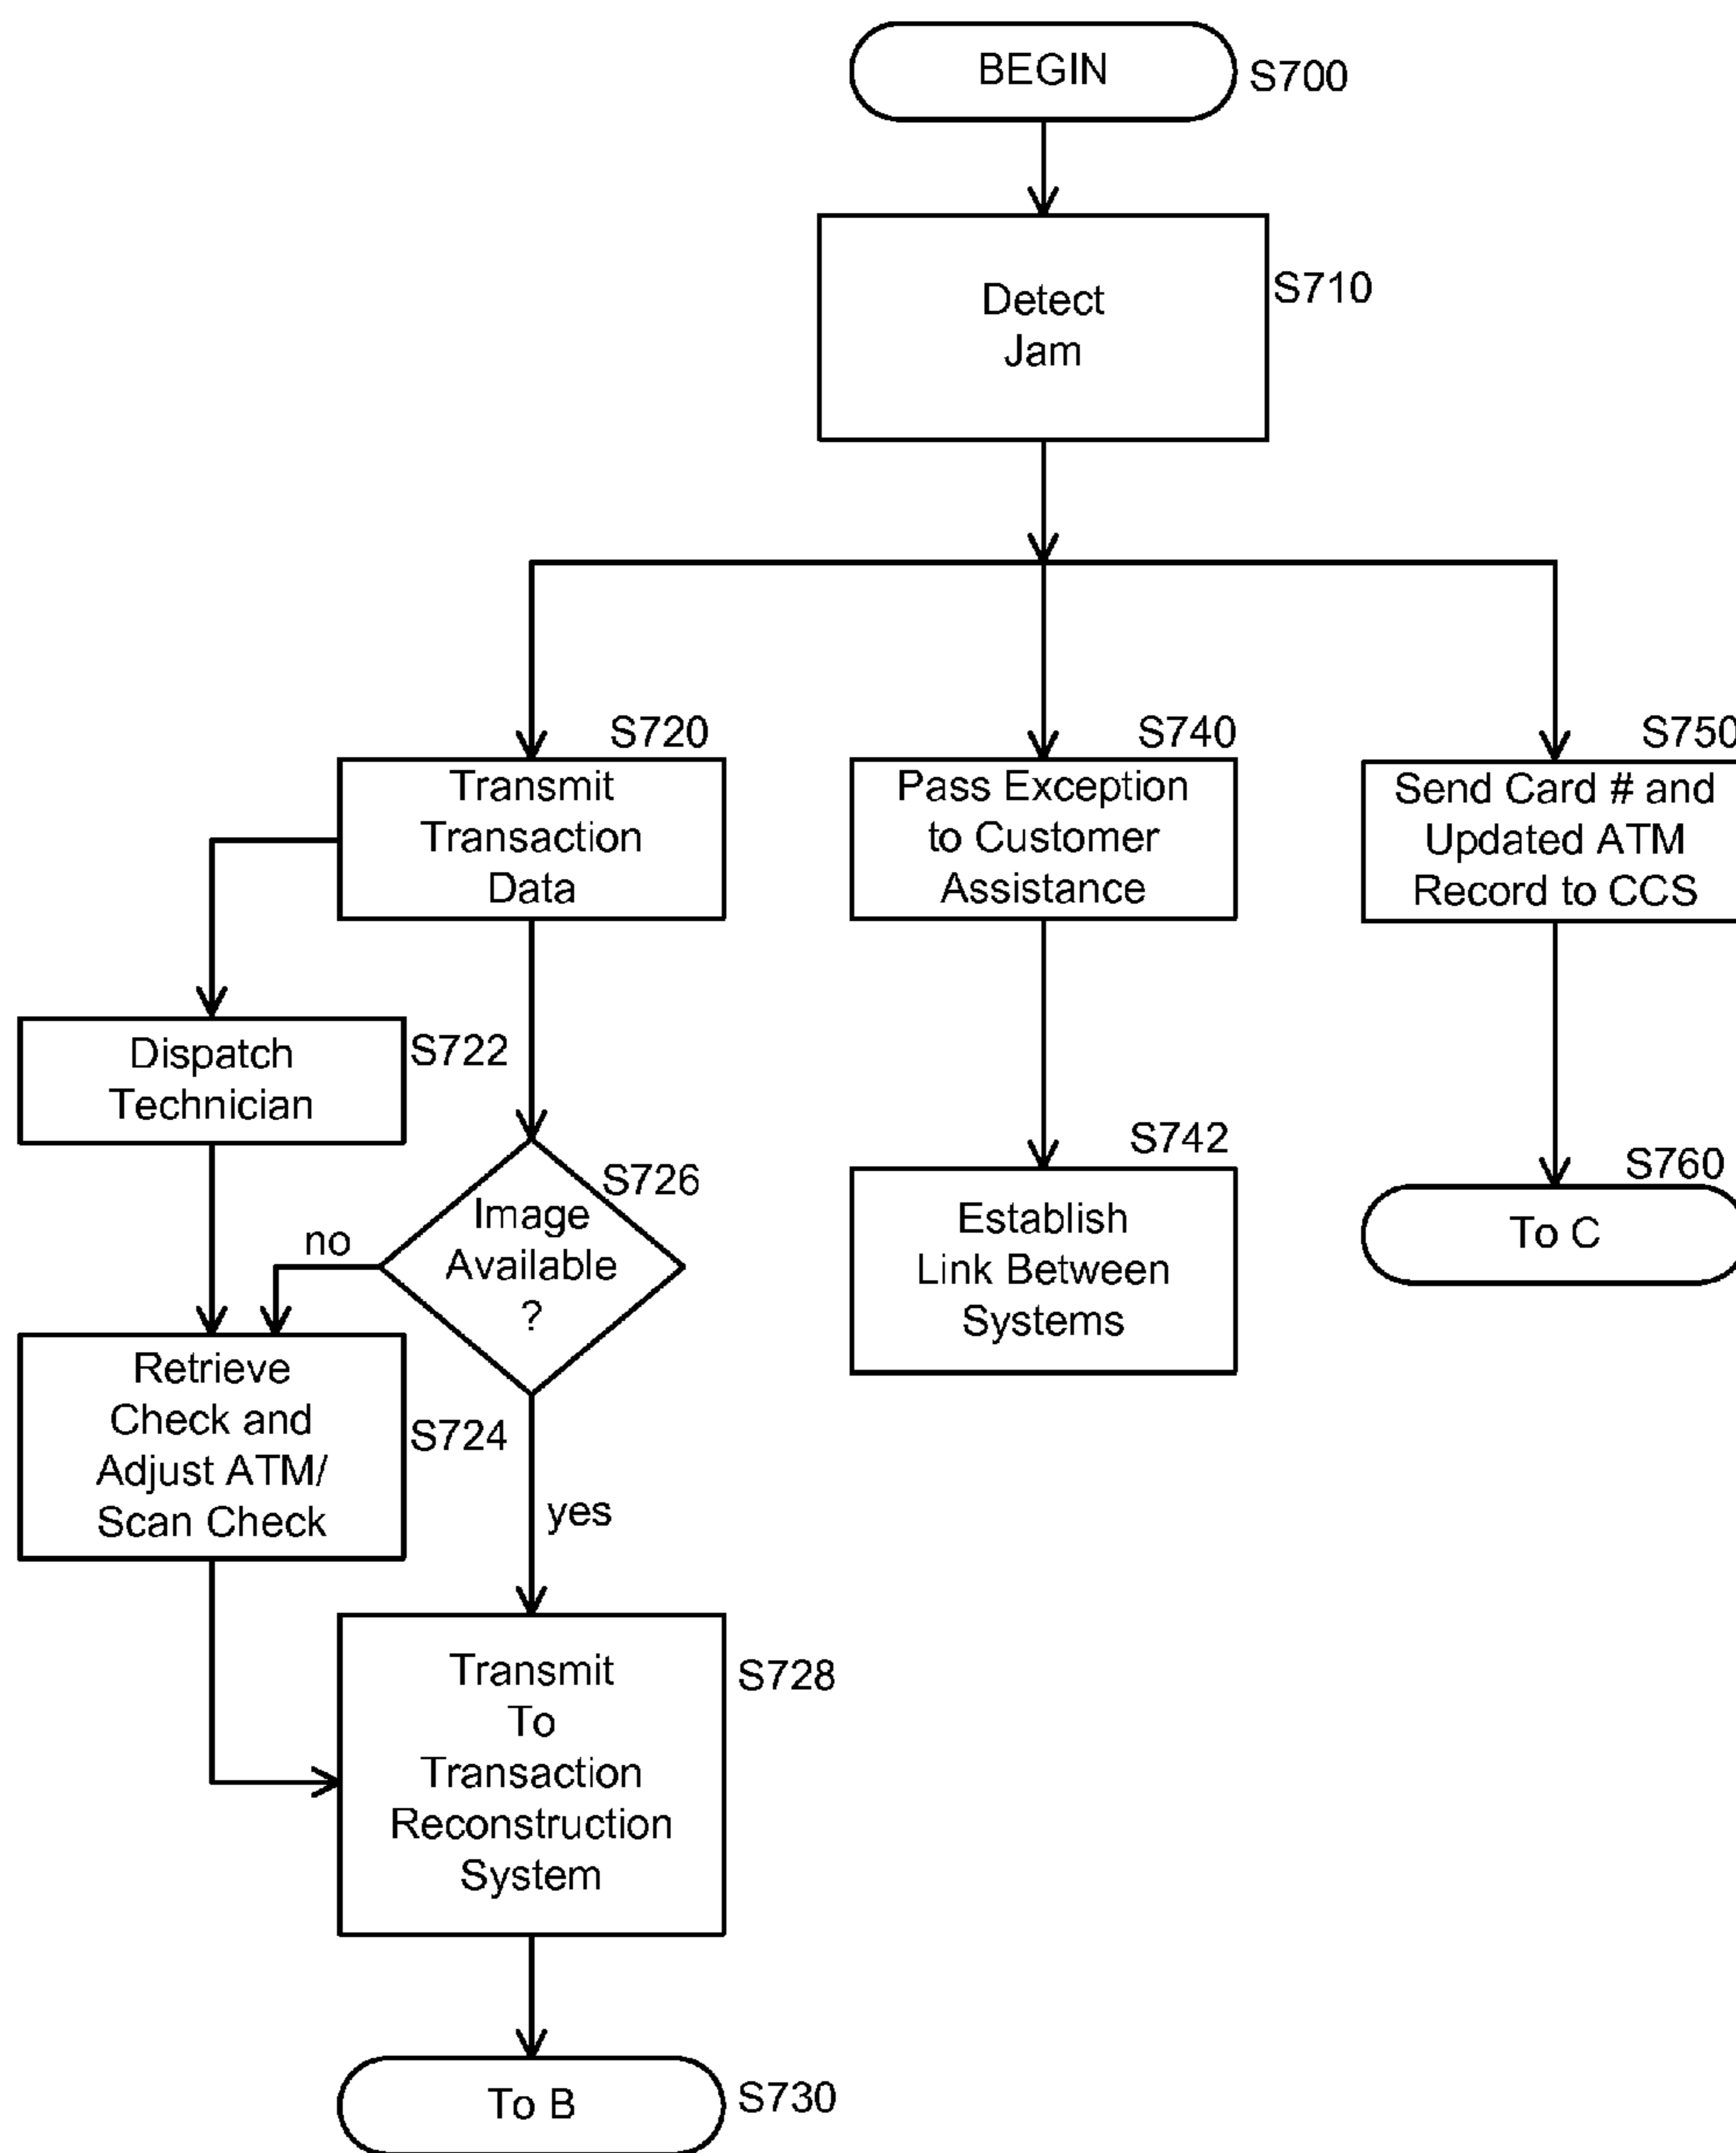 BEGIN
S700
Detect
Jam
S710
S720
Transmit
Transaction
Data
S740
Pass Exception
to Customer
Assistance
S750
Send Card # and
Updated ATM
Record to CCS
Dispatch
Technician
S722
S726
Image
Available
?
no
yes
S742
Establish
Link Between
Systems
S760
To C
Retrieve
Check and
Adjust ATM/
Scan Check
S724
Transmit
To
Transaction
Reconstruction
System
S728
To B
S730